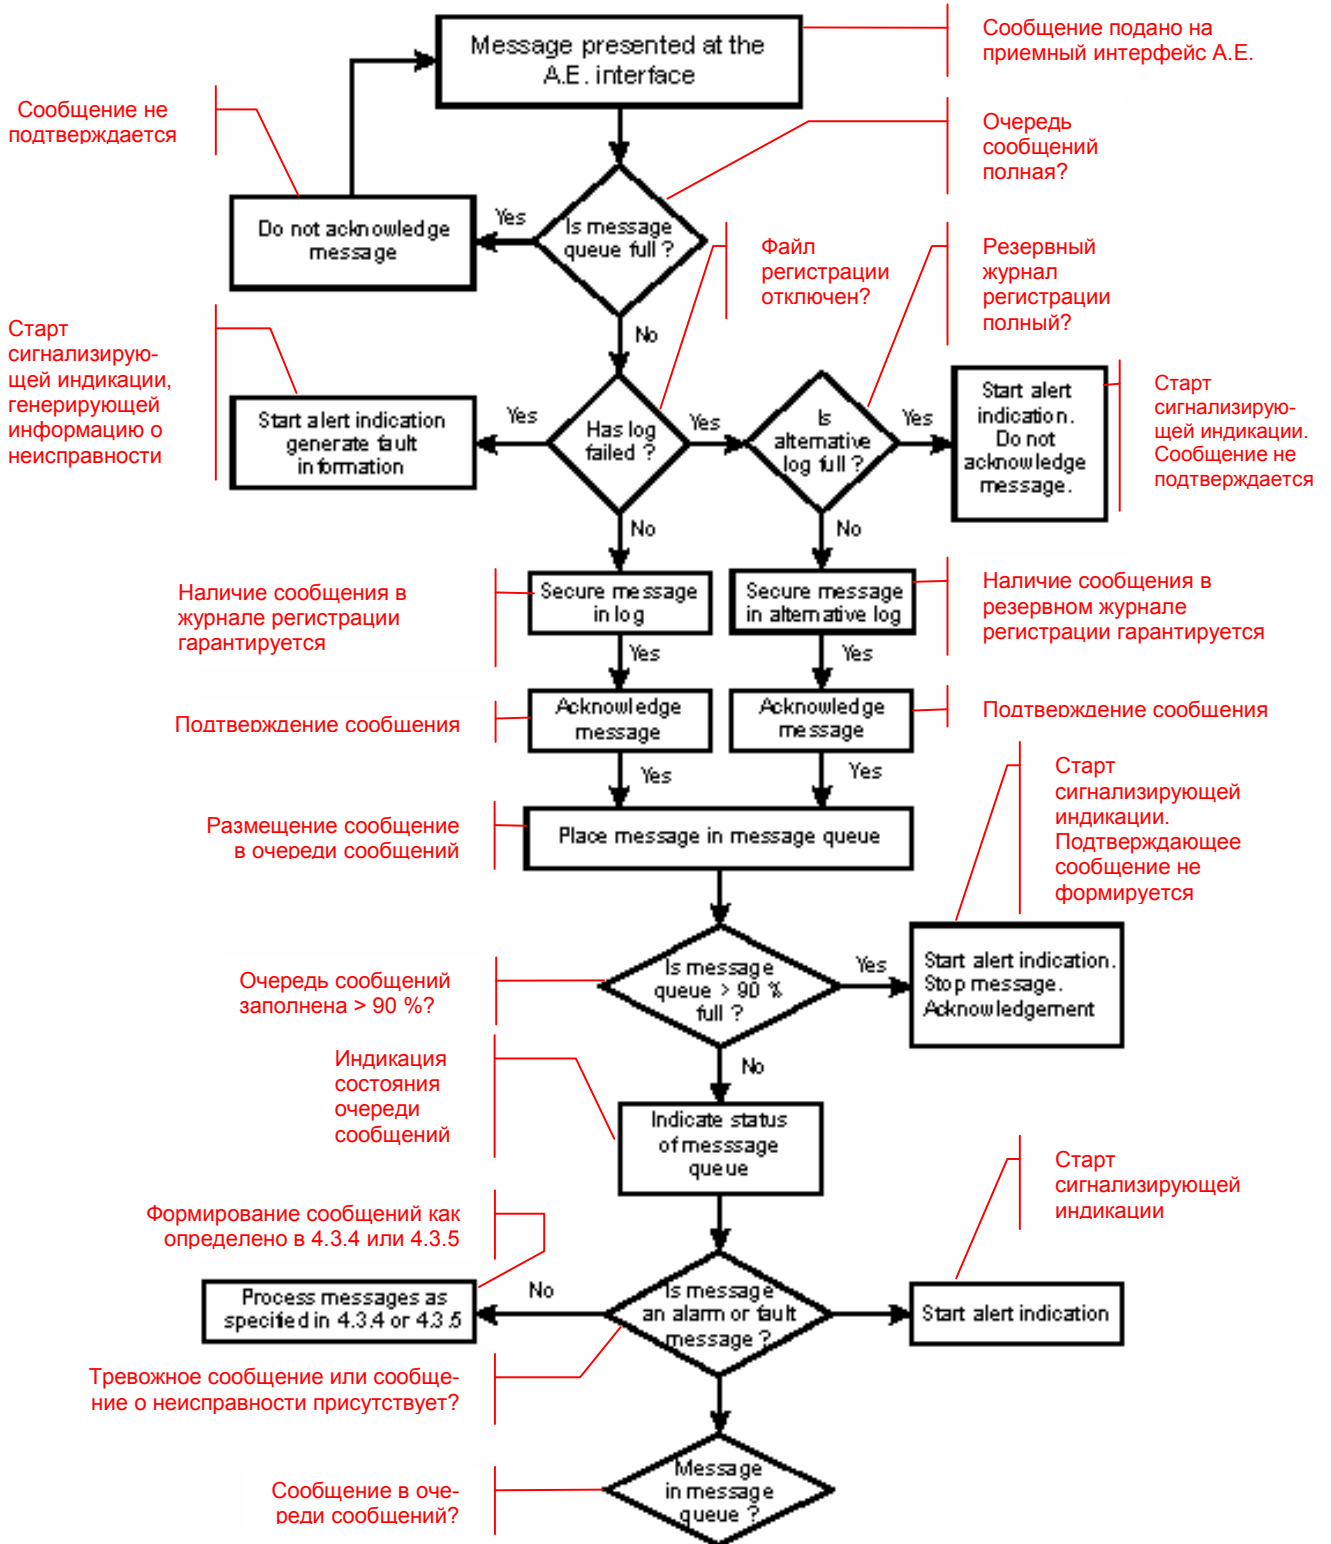 Message presented at the
A.E. interface
Сообщение подано на
приемный интерфейс А.Е.
Сообщение не
подтверждается
Очередь
сообщений
полная?
Do not acknowledge
message
Yes
Is message
queue full ?
Файл
регистрации
отключен?
Резервный
журнал
регистрации
полный?
No
Старт
сигнализирую-
щей индикации,
генерирующей
информацию о
неисправности
Start alert indication
generate fault
information
Yes
Has log
failed ?
Yes
Is
alternative
log full ?
Yes
Start alert
indication.
Do not
acknowledge
message.
Старт
сигнализирую-
щей индикации.
Сообщение не
подтверждается
No
No
Наличие сообщения в
журнале регистрации
гарантируется
Secure message
in log
Secure message
in alternative log
Наличие сообщения в
резервном журнале
регистрации гарантируется
Yes
Yes
Подтверждение сообщения
Acknowledge
message
Acknowledge
message
Подтверждение сообщения
Yes
Yes
Старт
сигнализирующей
индикации.
Подтверждающее
сообщение не
формируется
Размещение сообщение
в очереди сообщений
Place message in message queue
Очередь сообщений
заполнена > 90 %?
Is message
queue > 90 %
full ?
Yes
Start alert indication.
Stop message.
Acknowledgement
No
Индикация
состояния
очереди
сообщений
Indicate status
of messsage
queue
Старт
сигнализирующей
индикации
Формирование сообщений как
определено в 4.3.4 или 4.3.5
Process messages as
specified in 4.3.4 or 4.3.5
No
Is message
an alarm or fault
message ?
Start alert indication
Тревожное сообщение или сообще-
ние о неисправности присутствует?
Сообщение в оче-
реди сообщений?
Message
in message
queue ?